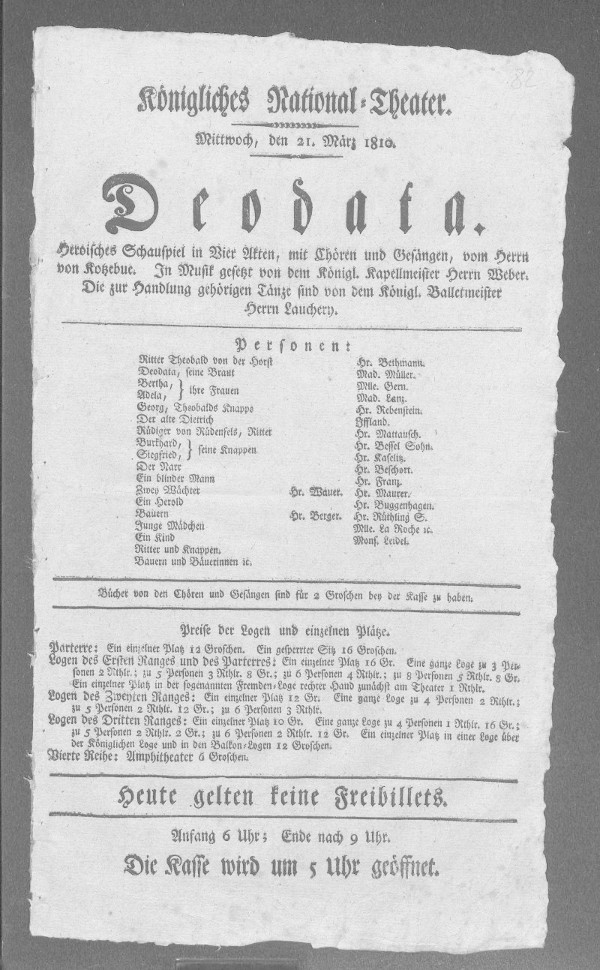 82
Königliches National-Theater.
Mittwoch, den 21. März 1810.
Deodata.
Heroisches Schauspiel in Vier Akten, mit Chören und Gesängen, vom Herrn
von Kotzebue. In Musik gesetzt von dem Königl. Kapellmeister Herrn Weber.
Die zur Handlung gehörigen Tänze sind von dem Königl. Balletmeister
Herrn Lauchery.
Personen:
Ritter Theobald von der Horst Hr. Bethmann.
Deodata, seine Braut Mad. Müller.
Bertha, } ihre Frauen Mlle. Gern.
Adela, Mad. Lanz.
Georg, Theobalds Knappe Hr. Rebenstein.
Der alte Dietrich Iffland.
Rüdiger von Rüdensfels, Ritter Hr. Mattausch.
Burkhard, } seine Knappen Hr. Bessel Sohn.
Siegfried, Hr. Kaselitz.
Der Narr Hr. Beschort.
Ein blinder Mann Hr. Franz.
Zwey Wächter Hr. Wauer. Hr. Maurer.
Ein Herold Hr. Buggenhagen.
Bauern Hr. Berger. Hr. Rüthling S.
Junge Mädchen Mlle. La Roche ꝛc.
Ein Kind Mons. Leidel.
Ritter und Knappen.
Bauern und Bäuerinnen ꝛc.
Bücher von den Chören und Gesängen sind für 2 Groschen bey der Kasse zu haben.
Preise der Logen und einzelnen Plätze.
Parterre: Ein einzelner Platz 12 Groschen. Ein gesperrter Sitz 16 Groschen.
Logen des Ersten Ranges und des Parterres: Ein einzelner Platz 16 Gr. Eine ganze Loge zu 3 Per-
sonen 2 Rthlr.; zu 5 Personen 3 Rthlr. 8 Gr.; zu 6 Personen 4 Rthlr.; zu 8 Personen 5 Rthlr. 8 Gr.
Ein einzelner Platz in der sogenannten Fremden-Loge rechter Hand zunächst am Theater 1 Rthlr.
Logen des Zweyten Ranges: Ein einzelner Platz 12 Gr. Eine ganze Loge zu 4 Personen 2 Rthlr.;
zu 5 Personen 2 Rthlr. 12 Gr.; zu 6 Personen 3 Rthlr.
Logen des Dritten Ranges: Ein einzelner Platz 10 Gr. Eine ganze Loge zu 4 Personen 1 Rthlr. 16 Gr.;
zu 5 Personen 2 Rthlr. 2 Gr.; zu 6 Personen 2 Rthlr. 12 Gr. Ein einzelner Platz in einer Loge über
der Königlichen Loge und in den Balkon-Logen 12 Groschen.
Vierte Reihe: Amphitheater 6 Groschen.
Heute gelten keine Freibillets.
Anfang 6 Uhr; Ende nach 9 Uhr.
Die Kasse wird um 5 Uhr geöffnet.